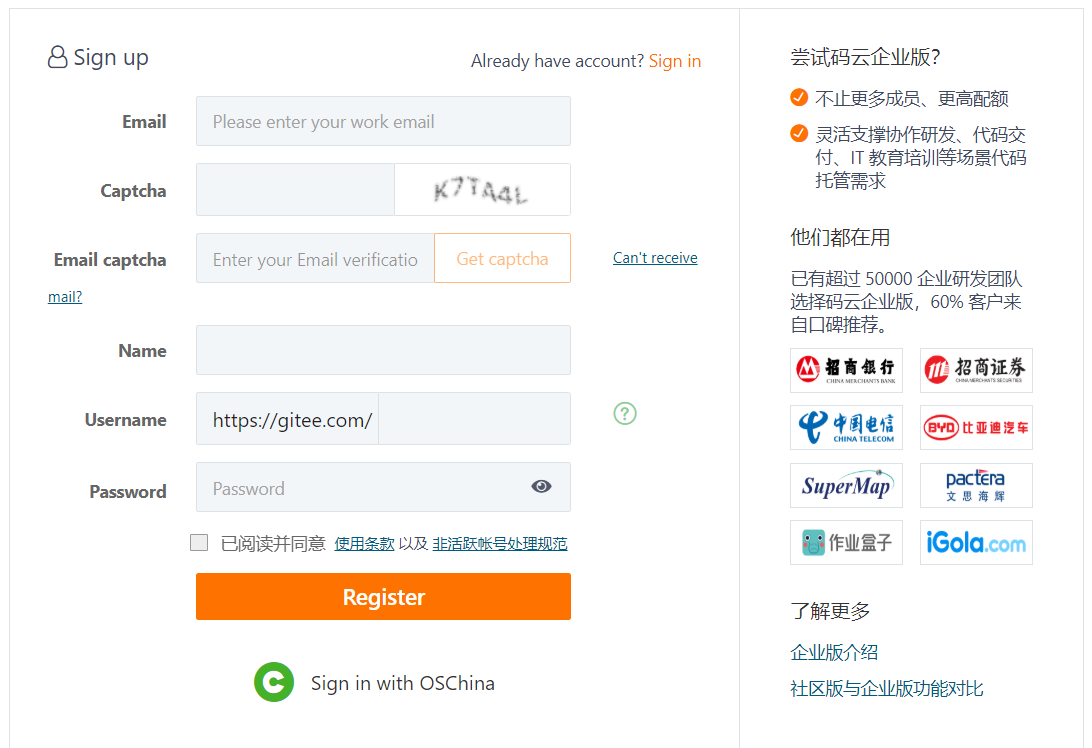 Sign up
Already have account? Sign in
Email
Please enter your work email
Captcha
K7TA4L
Email captcha
Enter your Email verificatio
Get captcha
Can't receive
mail?
Name
Username
https://gitee.com/
Password
Password
已阅读并同意 使用条款 以及 非活跃帐号处理规范
Register
Sign in with OSChina
尝试码云企业版？
不止更多成员、更高配额
灵活支撑协作研发、代码交
付、IT 教育培训等场景代码
托管需求
他们都在用
已有超过 50000 企业研发团队
选择码云企业版，60% 客户来
自口碑推荐。
招商银行
CHINA MERCHANTS BANK
招商证券
CHINA MERCHANTS SECURITIES
中国电信
CHINA TELECOM
BYD 比亚迪汽车
SuperMap
pactera
文思海辉
作业盒子
iGola.com
了解更多
企业版介绍
社区版与企业版功能对比